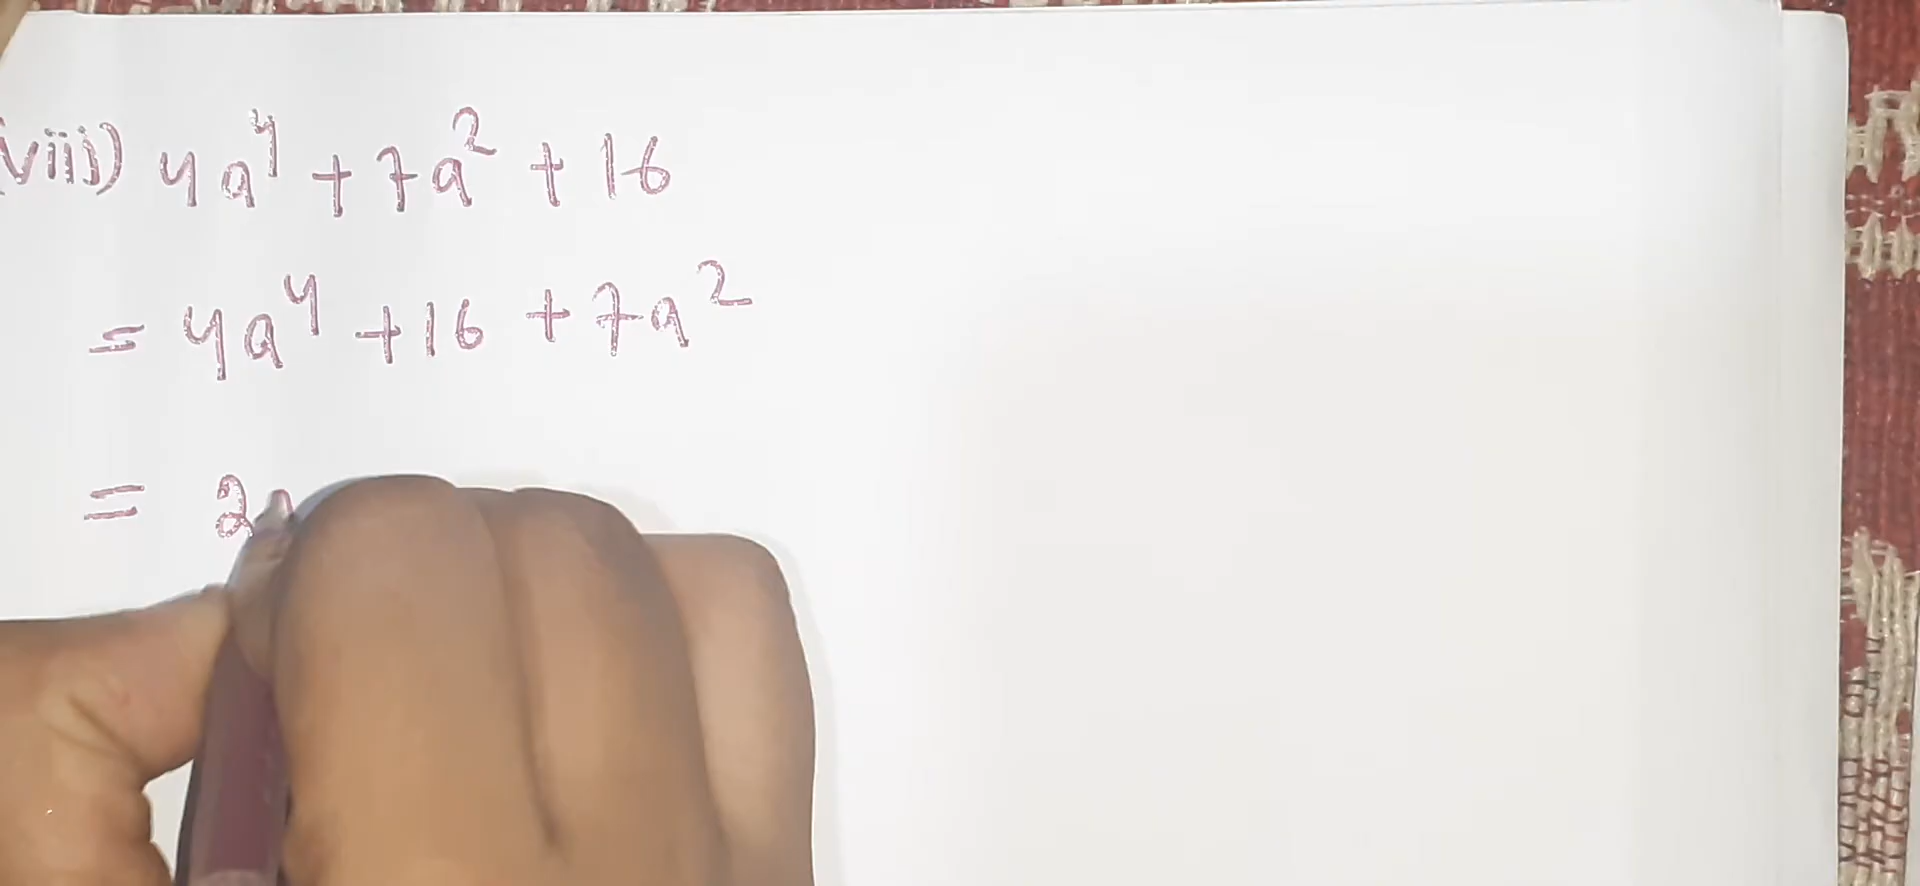 (viii) 4a⁴ + 7a² + 16
= 4a⁴ + 16 + 7a²
= 2